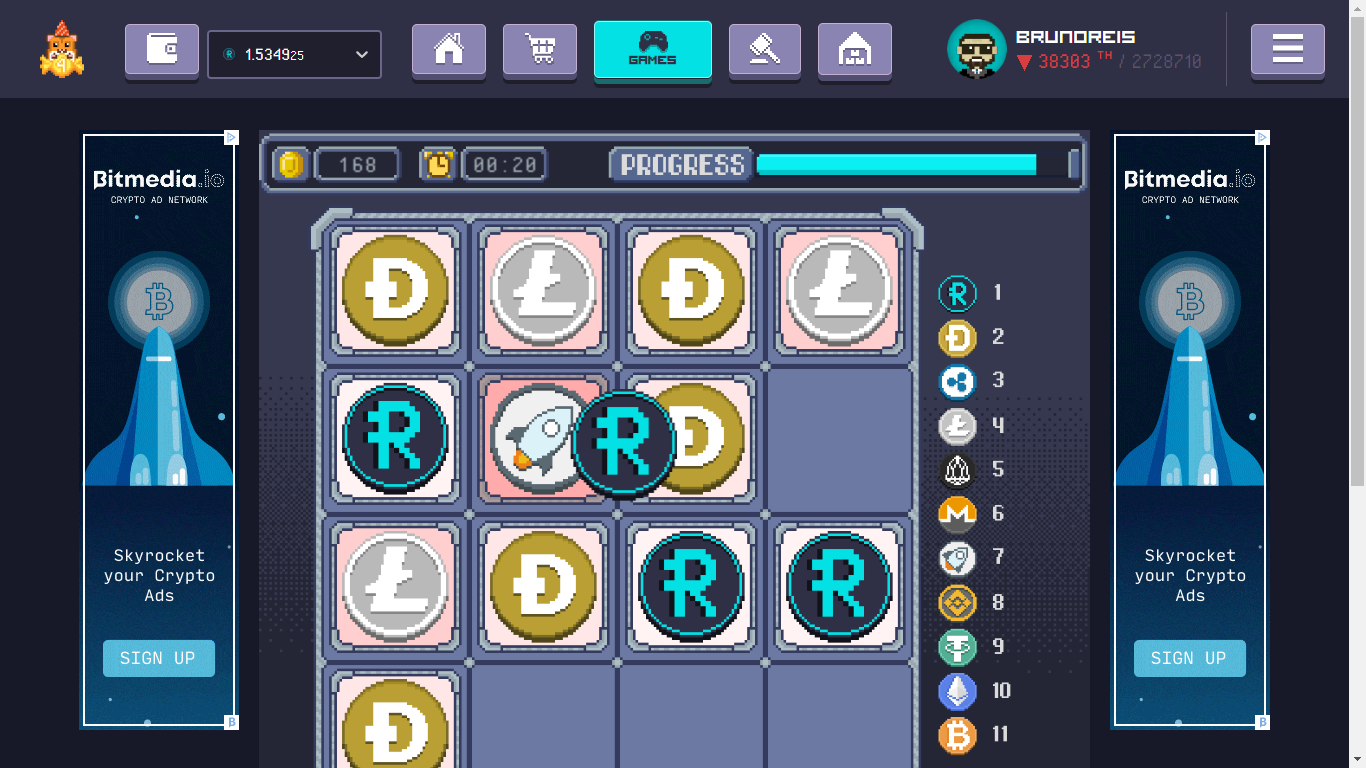 1.534925
GAMES
BRUNOREIS
38303 TH / 2728710
168
00:20
PROGRESS
Bitmedia.io
CRYPTO AD NETWORK
Skyrocket
your Crypto
Ads
SIGN UP
1
2
3
4
5
6
7
8
9
10
11
Bitmedia.io
CRYPTO AD NETWORK
Skyrocket
your Crypto
Ads
SIGN UP